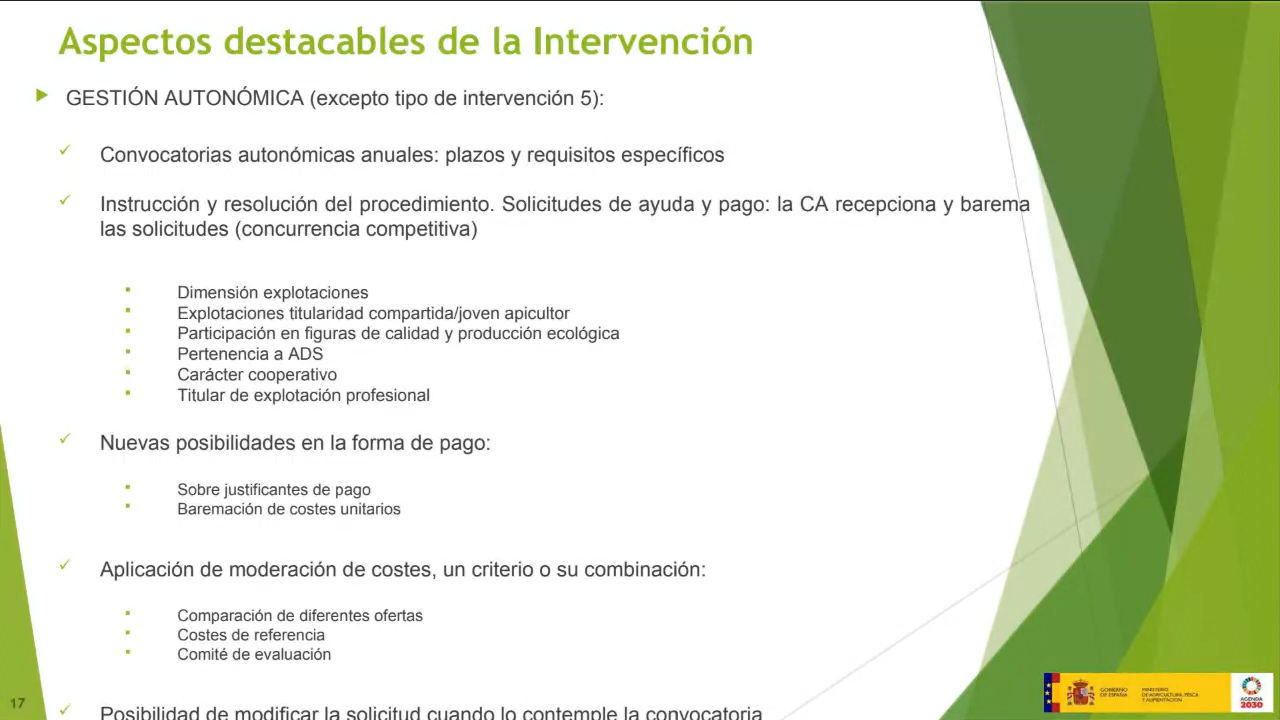 Aspectos destacables de la Intervención
GESTIÓN AUTONÓMICA (excepto tipo de intervención 5):
Convocatorias autonómicas anuales: plazos y requisitos específicos
Instrucción y resolución del procedimiento. Solicitudes de ayuda y pago: la CA recepciona y barema
las solicitudes (concurrencia competitiva)
Dimensión explotaciones
Explotaciones titularidad compartida/joven apicultor
Participación en figuras de calidad y producción ecológica
Pertenencia a ADS
Carácter cooperativo
Titular de explotación profesional
Nuevas posibilidades en la forma de pago:
Sobre justificantes de pago
Baremación de costes unitarios
Aplicación de moderación de costes, un criterio o su combinación:
Comparación de diferentes ofertas
Costes de referencia
Comité de evaluación
Posibilidad de modificar la solicitud cuando lo contemple la convocatoria
17
GOBIERNO
DE ESPAÑA
MINISTERIO
DE AGRICULTURA, PESCA
Y ALIMENTACIÓN
AGENDA
2030